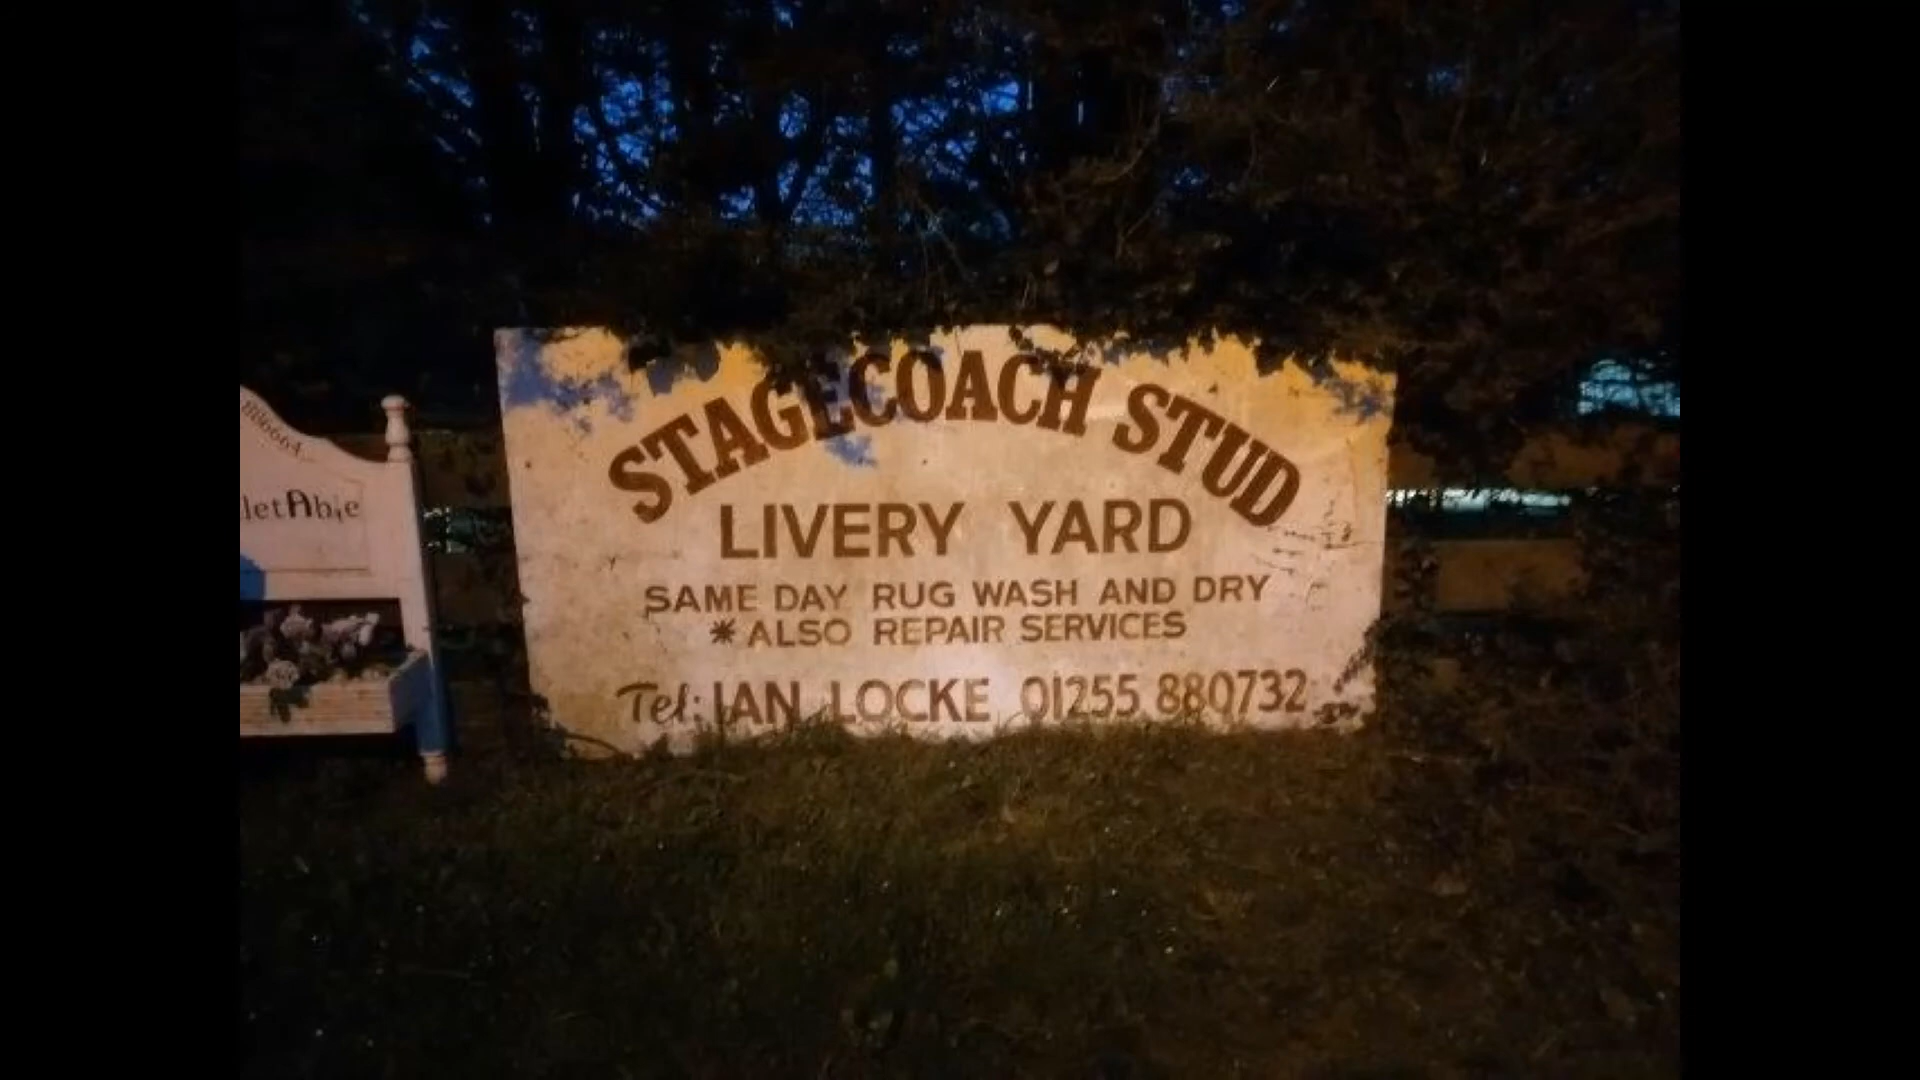 STAGECOACH STUD
LIVERY YARD
SAME DAY RUG WASH AND DRY
*ALSO REPAIR SERVICES
Tel: IAN LOCKE 01255 880732